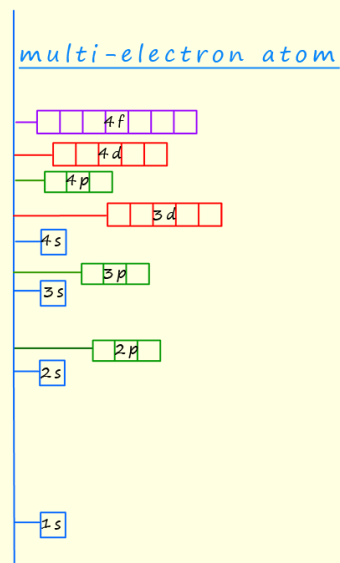 multi-electron atom
4f
4d
4p
3d
4s
3p
3s
2p
2s
1s